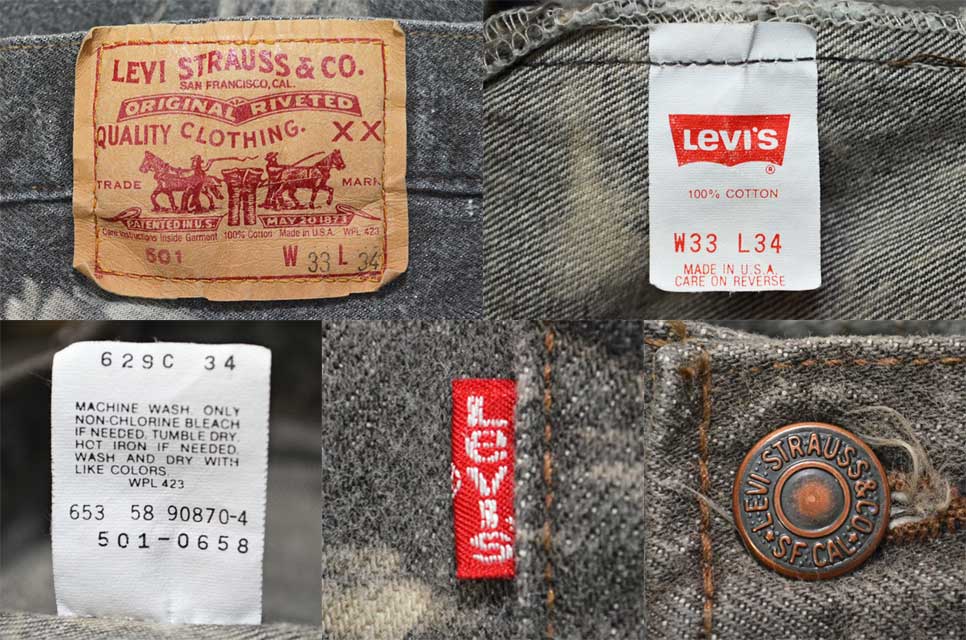 LEVI STRAUSS & CO.
SAN FRANCISCO, CAL.
ORIGINAL RIVETED
QUALITY CLOTHING. XX
TRADE MARK
PATENTED IN U.S. MAY 20 1873
Care Instructions Inside Garment 100% Cotton Made in U.S.A. WPL 423
501 W 33 L 34
Levi's
®
100% COTTON
W33 L34
MADE IN U.S.A.
CARE ON REVERSE
629C 34
MACHINE WASH. ONLY
NON-CHLORINE BLEACH
IF NEEDED. TUMBLE DRY.
HOT IRON IF NEEDED.
WASH AND DRY WITH
LIKE COLORS.
WPL 423
653 58 90870-4
501-0658
LEVI'S
LEVI·STRAUSS&CO.
★S.F.CAL★